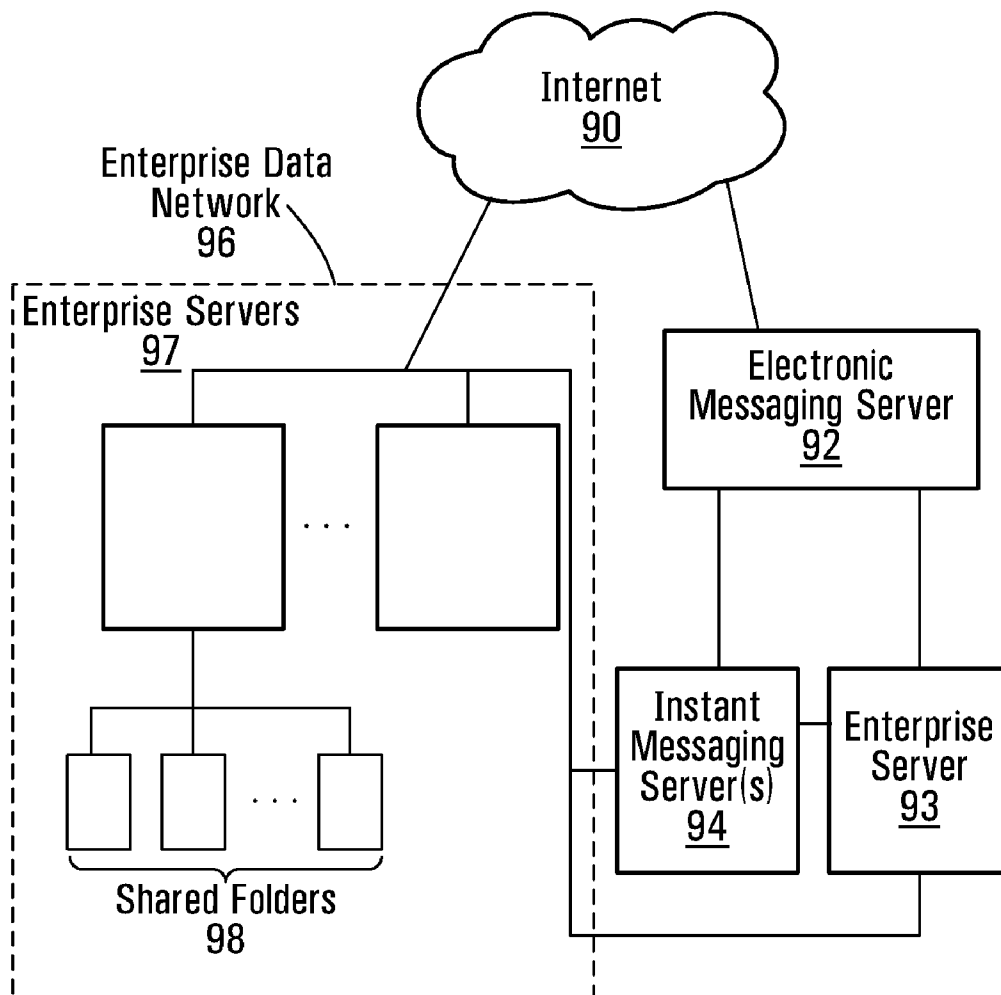 Internet
90
Enterprise Data
Network
96
Enterprise Servers
97
Electronic
Messaging Server
92
. . .
Instant
Messaging
Server(s)
94
Enterprise
Server
93
. . .
Shared Folders
98